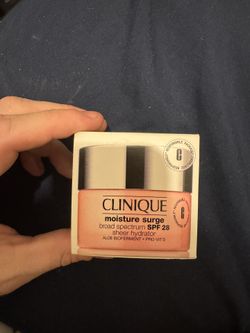 CLINIQUE
moisture surge
broad spectrum SPF 28
sheer hydrator
ALOE BIOFERMENT + PRO-VIT D
C